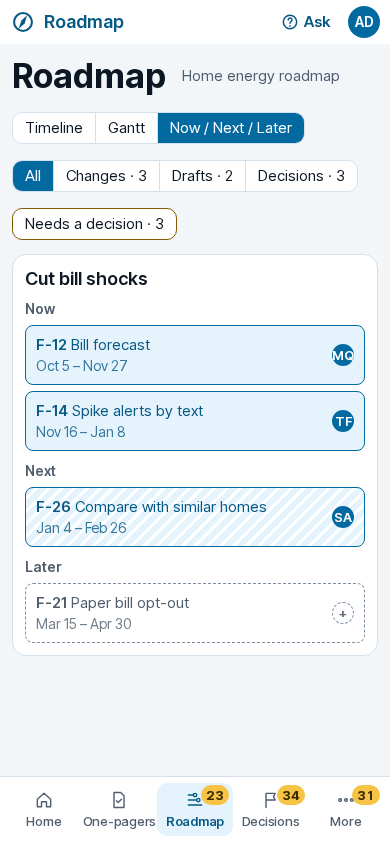 Roadmap
Ask
AD
Roadmap
Home energy roadmap
Timeline
Gantt
Now / Next / Later
All
Changes · 3
Drafts · 2
Decisions · 3
Needs a decision · 3
Cut bill shocks
Now
F-12 Bill forecast
Oct 5 – Nov 27
MQ
F-14 Spike alerts by text
Nov 16 – Jan 8
TF
Next
F-26 Compare with similar homes
Jan 4 – Feb 26
SA
Later
F-21 Paper bill opt-out
Mar 15 – Apr 30
+
23
34
31
Home
One-pagers
Roadmap
Decisions
More